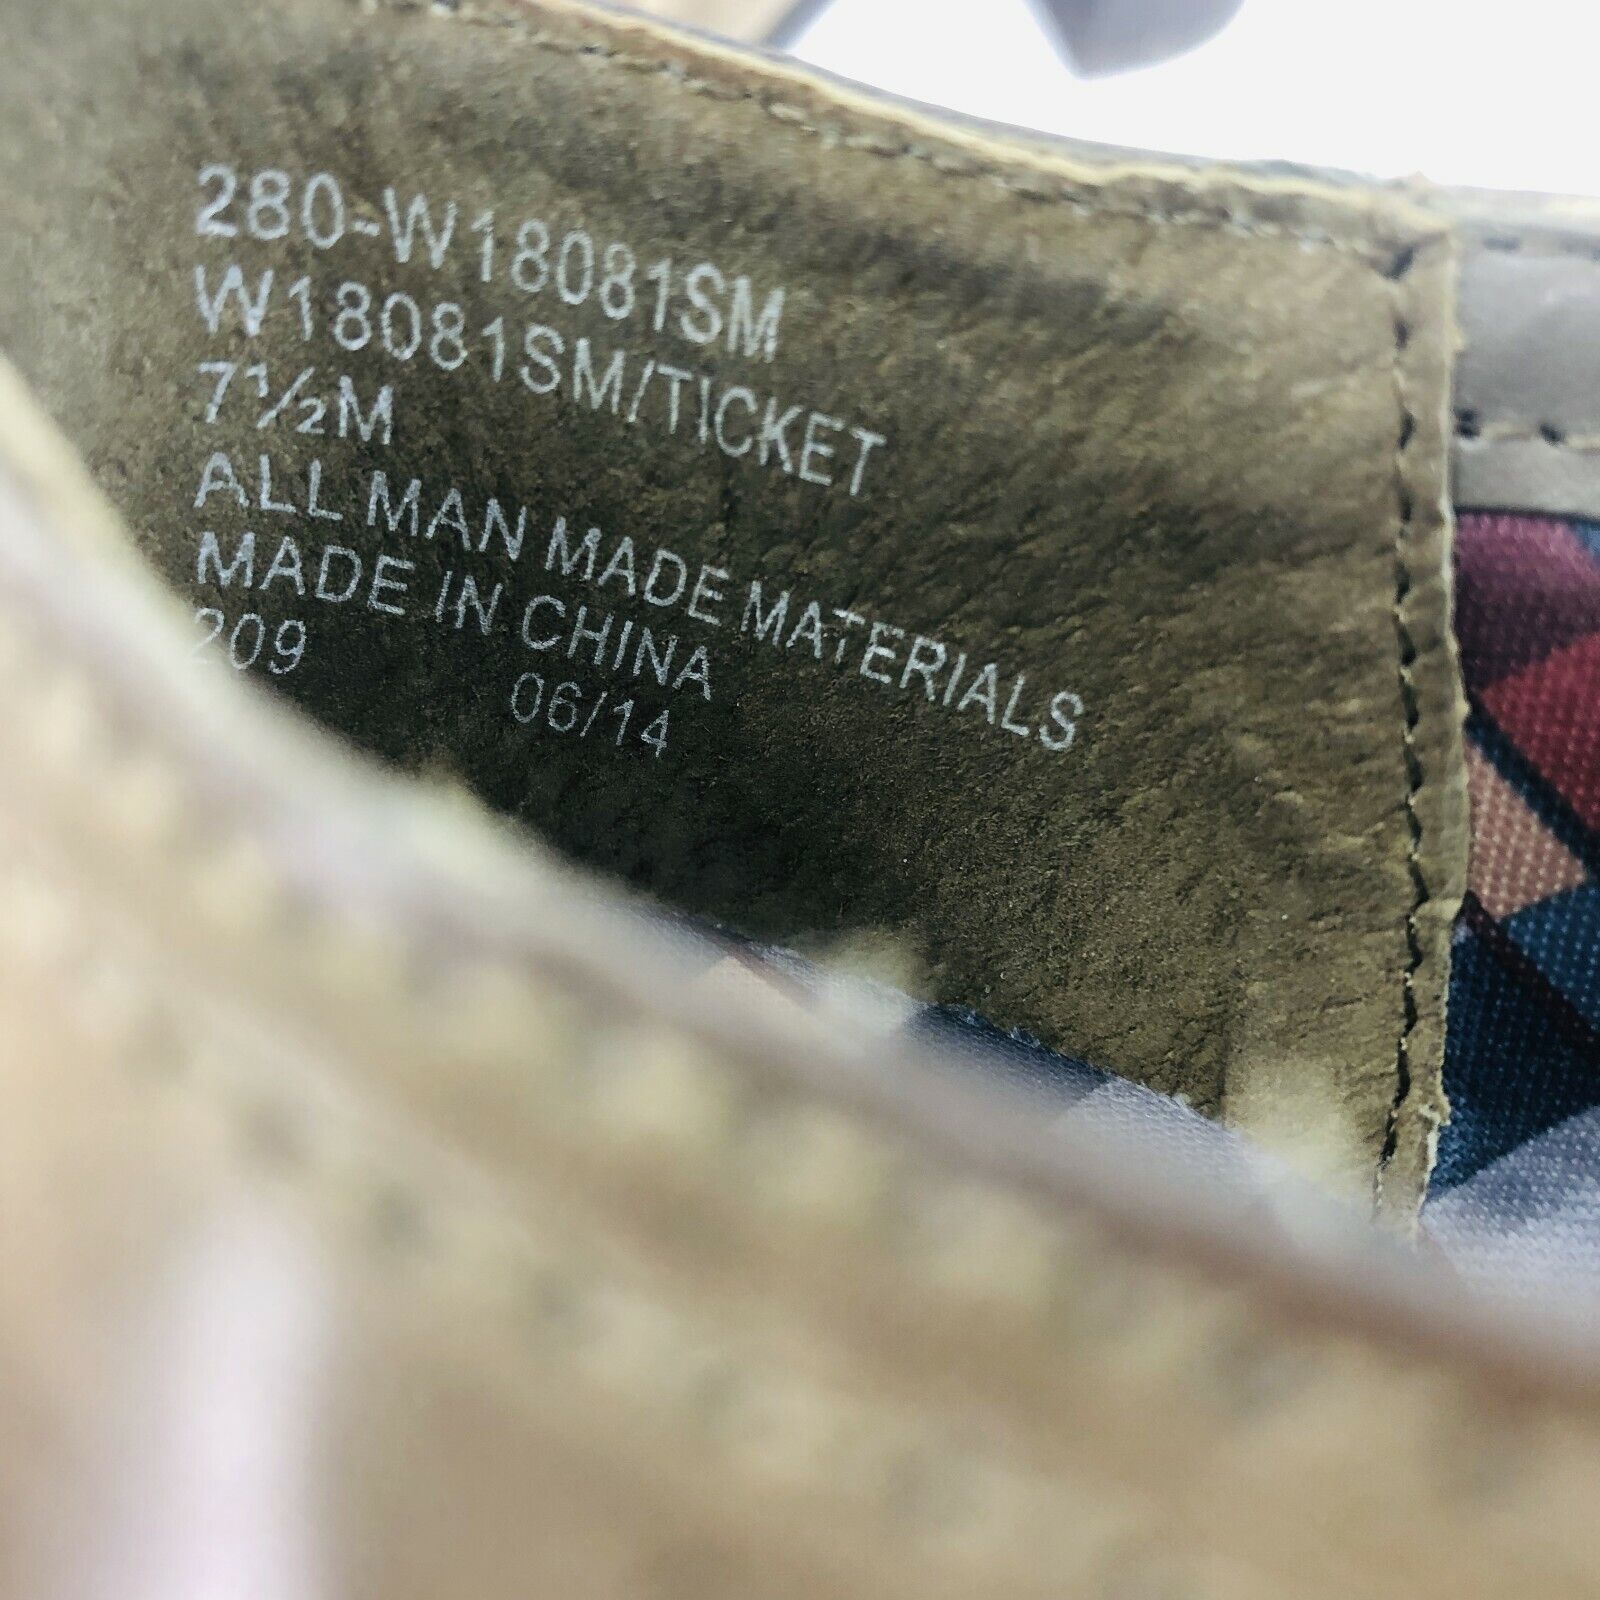 280-W18081SM
W18081SM/TICKET
7½M
ALL MAN MADE MATERIALS
MADE IN CHINA
209 06/14